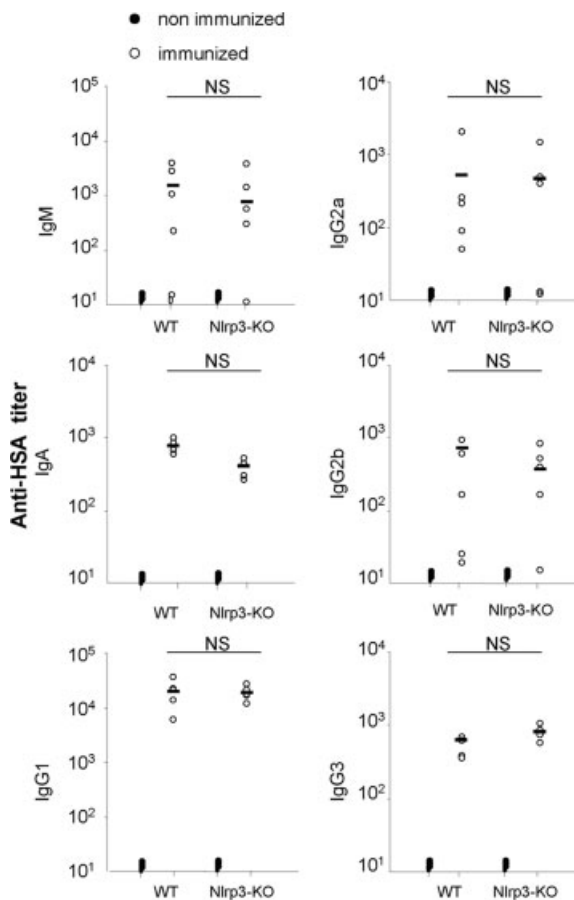 ● non immunized
○ immunized
Anti-HSA titer
NS
10⁵
10⁴
10³
10²
10¹
IgM
WT Nlrp3-KO
NS
10⁴
10³
10²
10¹
IgG2a
WT Nlrp3-KO
NS
10⁴
10³
10²
10¹
IgA
WT Nlrp3-KO
NS
10⁴
10³
10²
10¹
IgG2b
WT Nlrp3-KO
NS
10⁵
10⁴
10³
10²
10¹
IgG1
WT Nlrp3-KO
NS
10⁴
10³
10²
10¹
IgG3
WT Nlrp3-KO